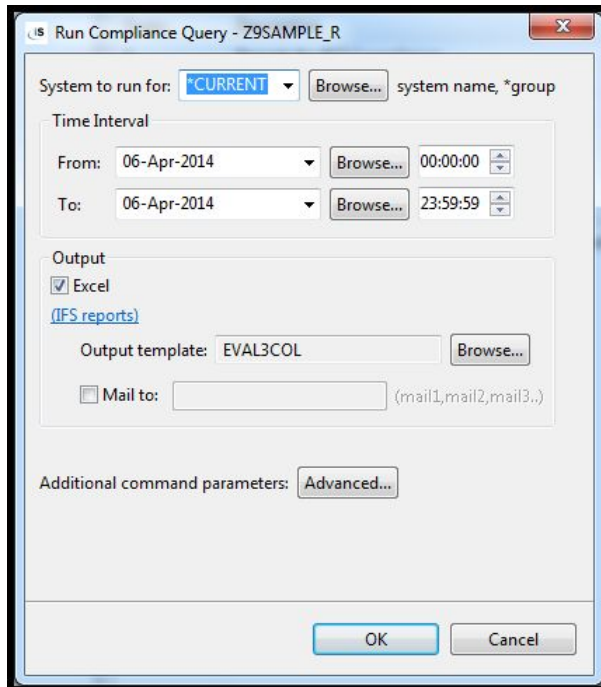 iS Run Compliance Query - Z9SAMPLE_R
System to run for: *CURRENT Browse... system name, *group
Time Interval
From: 06-Apr-2014 Browse... 00:00:00
To: 06-Apr-2014 Browse... 23:59:59
Output
Excel
(IFS reports)
Output template: EVAL3COL Browse...
Mail to: (mail1,mail2,mail3..)
Additional command parameters: Advanced...
OK Cancel